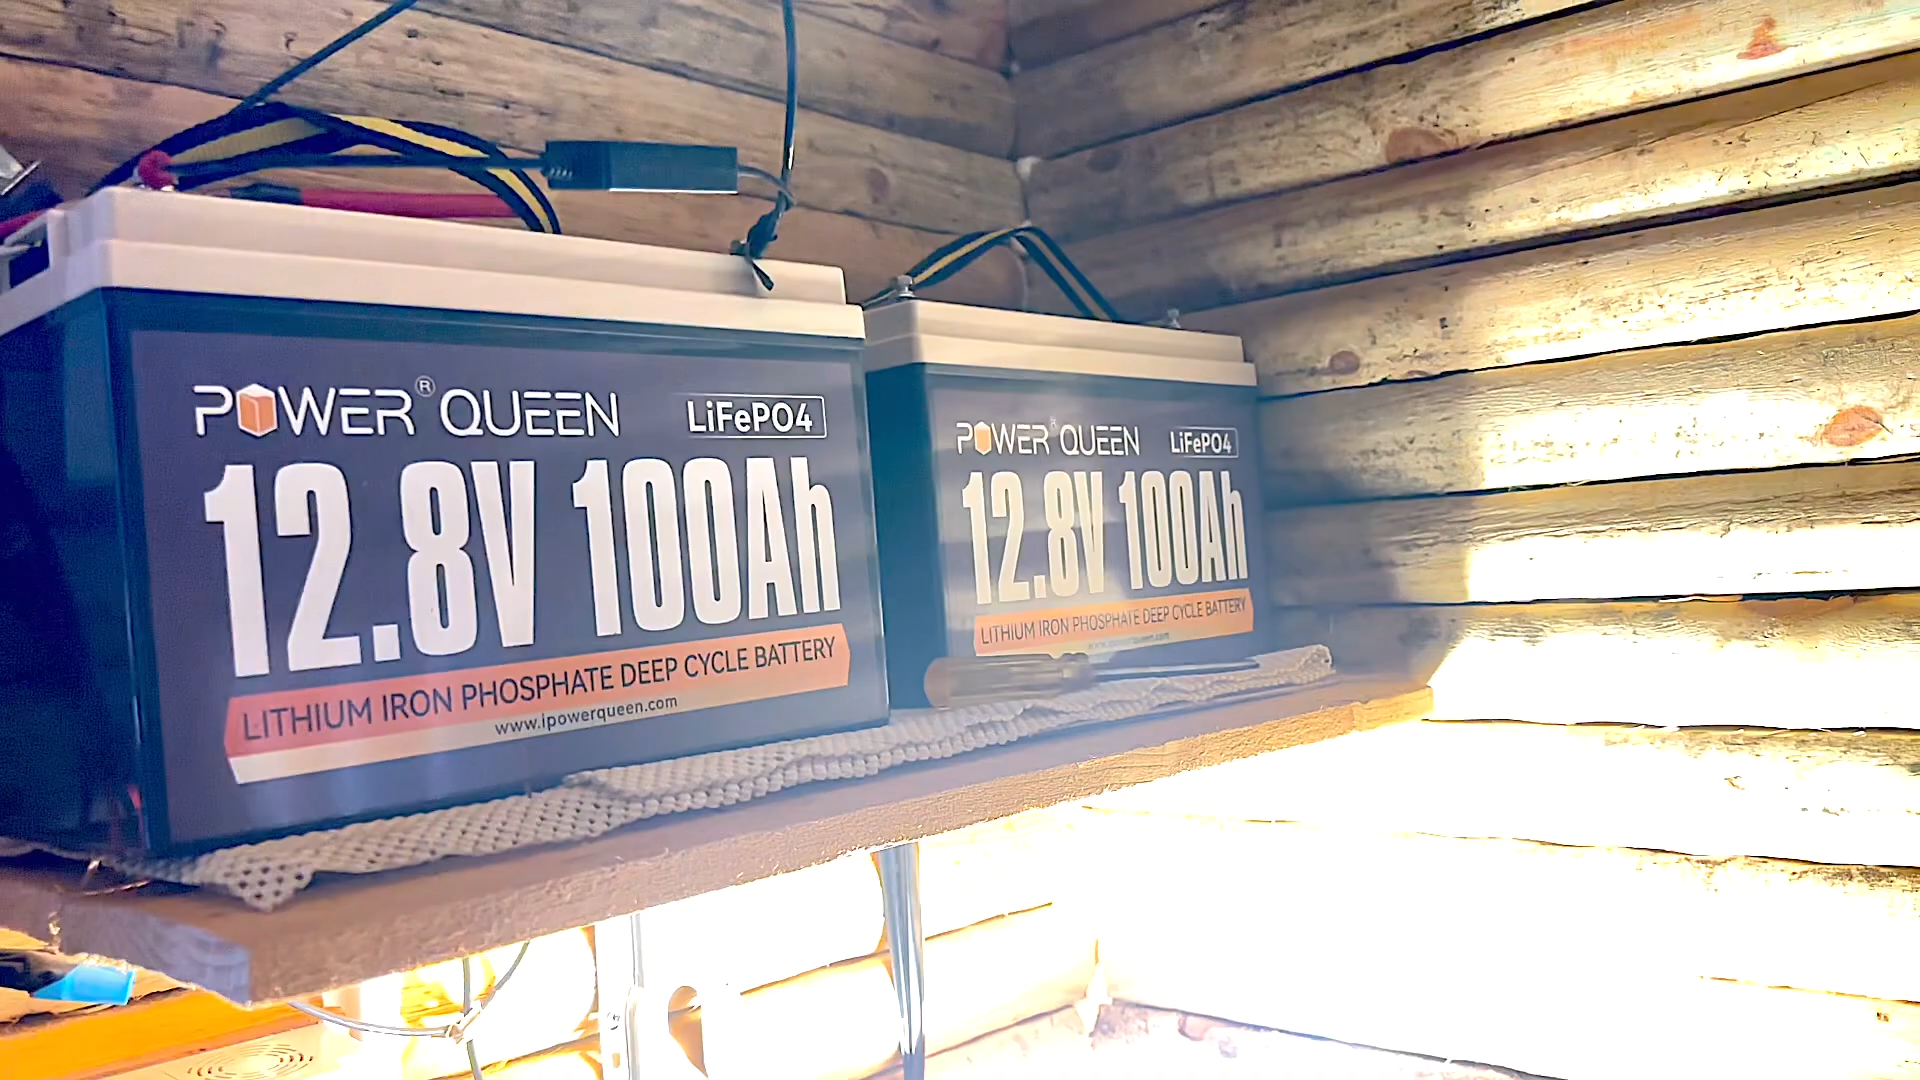 POWER® QUEEN LiFePO4
12.8V 100Ah
LITHIUM IRON PHOSPHATE DEEP CYCLE BATTERY
www.ipowerqueen.com
POWER® QUEEN LiFePO4
12.8V 100Ah
LITHIUM IRON PHOSPHATE DEEP CYCLE BATTERY